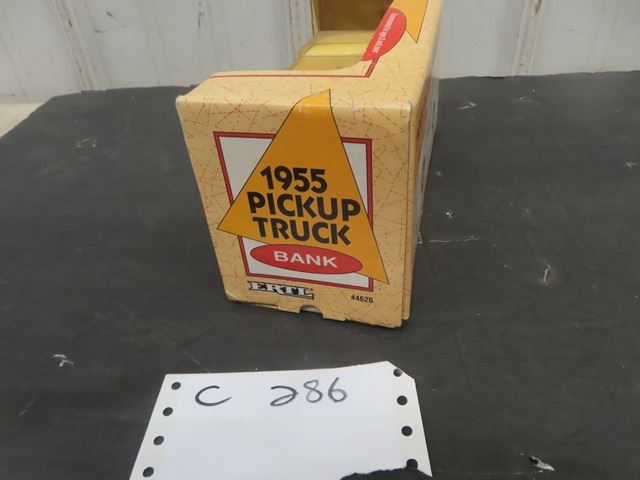 1955
PICKUP
TRUCK
BANK
ERTL
#4626
C 286